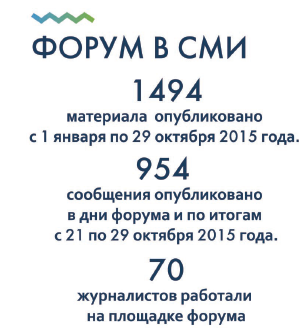 ФОРУМ В СМИ
1494
материала опубликовано
с 1 января по 29 октября 2015 года.
954
сообщения опубликовано
в дни форума и по итогам
с 21 по 29 октября 2015 года.
70
журналистов работали
на площадке форума